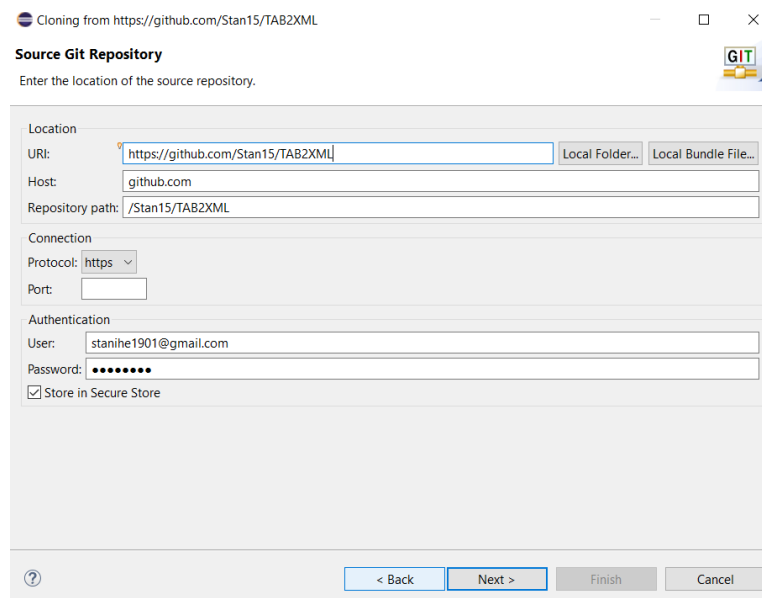 Cloning from https://github.com/Stan15/TAB2XML
Source Git Repository
GIT
Enter the location of the source repository.
Location
URI: https://github.com/Stan15/TAB2XML Local Folder... Local Bundle File...
Host: github.com
Repository path: /Stan15/TAB2XML
Connection
Protocol: https
Port:
Authentication
User: stanihe1901@gmail.com
Password: ●●●●●●●●
Store in Secure Store
? < Back Next > Finish Cancel